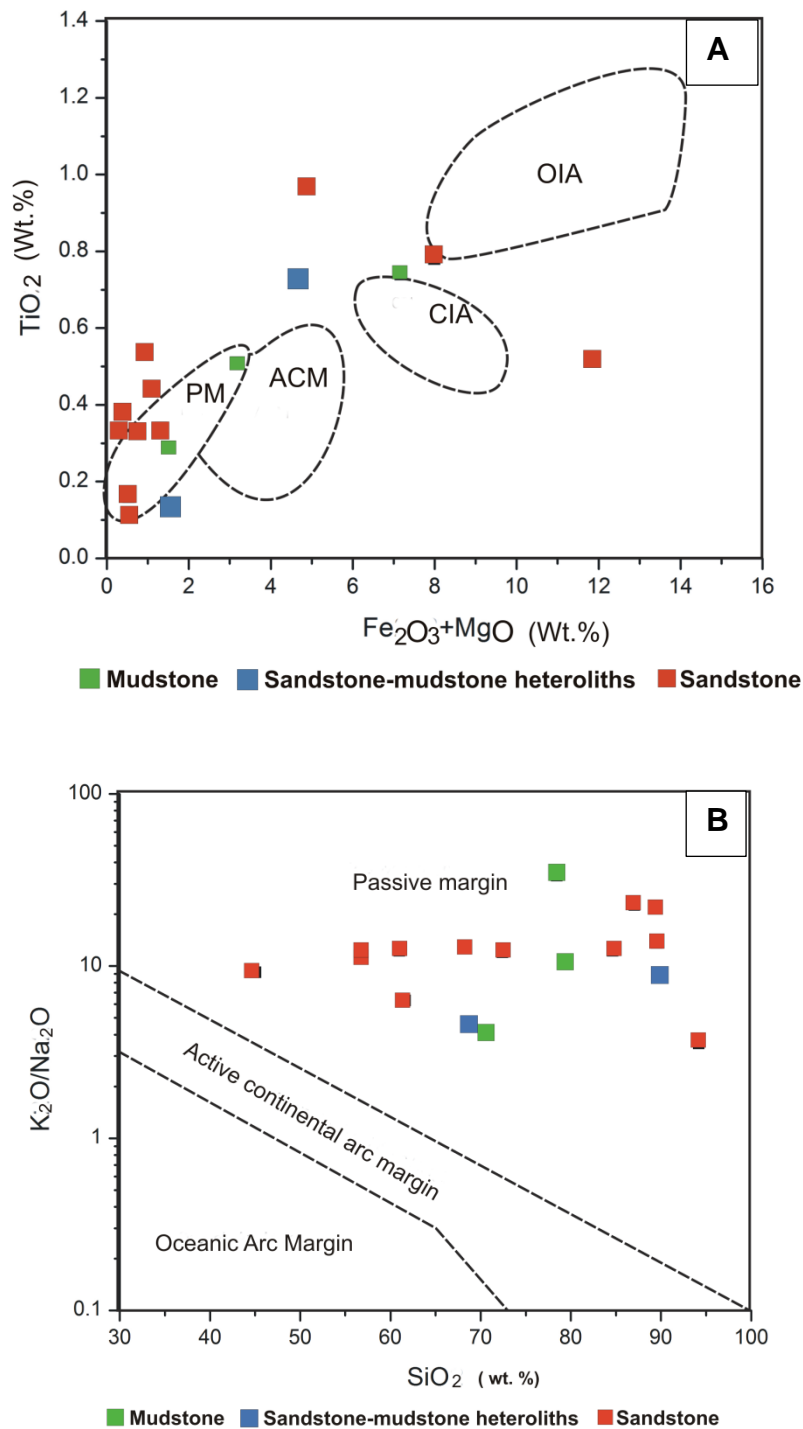 A
1.4
1.2
1.0
0.8
0.6
0.4
0.2
0.0
TiO2 (Wt.%)
OIA
CIA
ACM
PM
0 2 4 6 8 10 12 14 16
Fe2O3+MgO (Wt.%)
Mudstone Sandstone-mudstone heteroliths Sandstone
B
100
10
1
0.1
K2O/Na2O
Passive margin
Active continental arc margin
Oceanic Arc Margin
30 40 50 60 70 80 90 100
SiO2 ( wt. %)
Mudstone Sandstone-mudstone heteroliths Sandstone